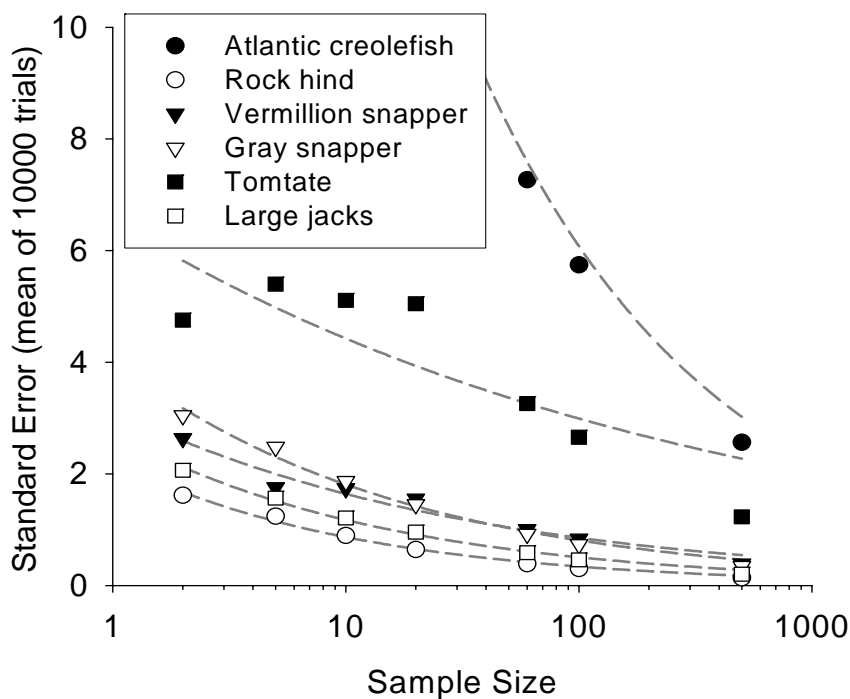 10
8
6
4
2
0
Standard Error (mean of 10000 trials)
Atlantic creolefish
Rock hind
Vermillion snapper
Gray snapper
Tomtate
Large jacks
1
10
100
1000
Sample Size